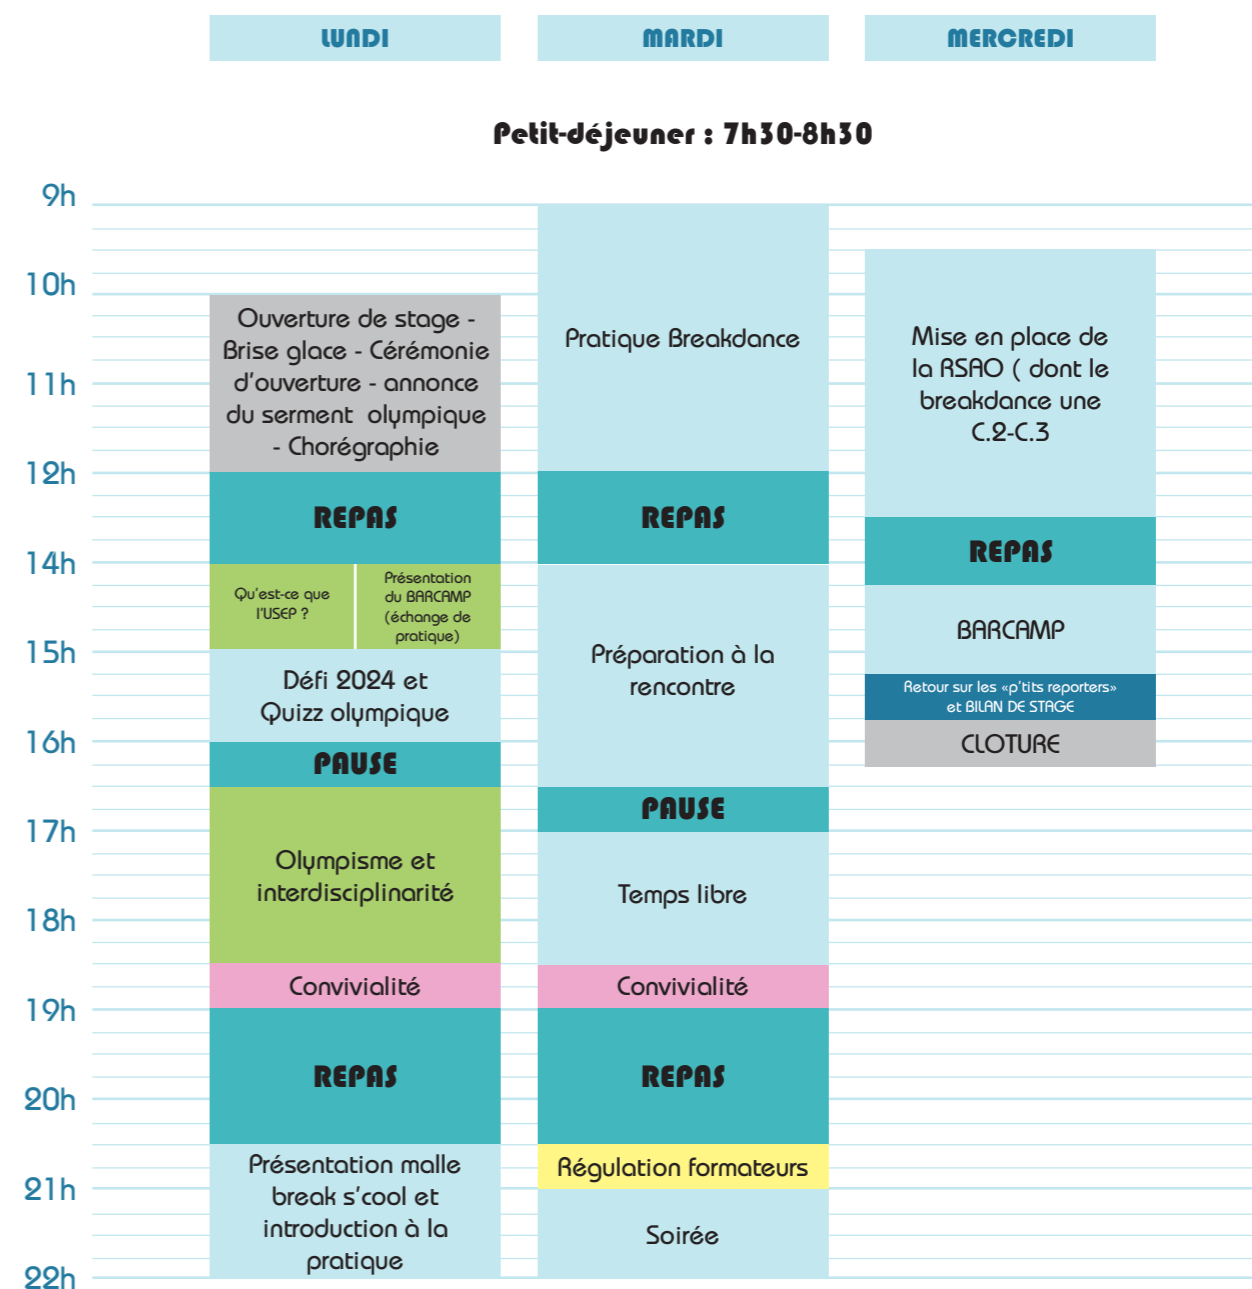 LUNDI
MARDI
MERCREDI
Petit-déjeuner : 7h30-8h30
9h
10h
11h
12h
14h
15h
16h
17h
18h
19h
20h
21h
22h
Ouverture de stage -
Brise glace - Cérémonie
d'ouverture - annonce
du serment olympique
- Chorégraphie
REPAS
Qu'est-ce que
l'USEP ?
Présentation
du BARCAMP
(échange de
pratique)
Défi 2024 et
Quizz olympique
PAUSE
Olympisme et
interdisciplinarité
Convivialité
REPAS
Présentation malle
break s'cool et
introduction à la
pratique
Pratique Breakdance
REPAS
Préparation à la
rencontre
PAUSE
Temps libre
Convivialité
REPAS
Régulation formateurs
Soirée
Mise en place de
la RSAO ( dont le
breakdance une
C.2-C.3
REPAS
BARCAMP
Retour sur les «p'tits reporters»
et BILAN DE STAGE
CLOTURE